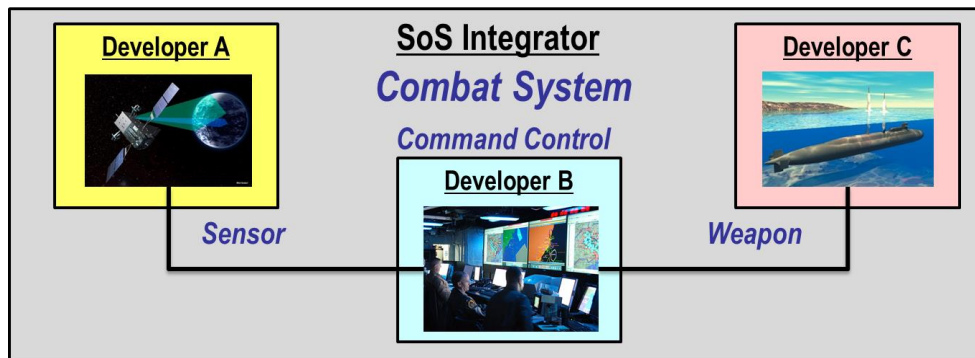 Developer A
SoS Integrator
Developer C
Combat System
Command Control
Developer B
Sensor
Weapon